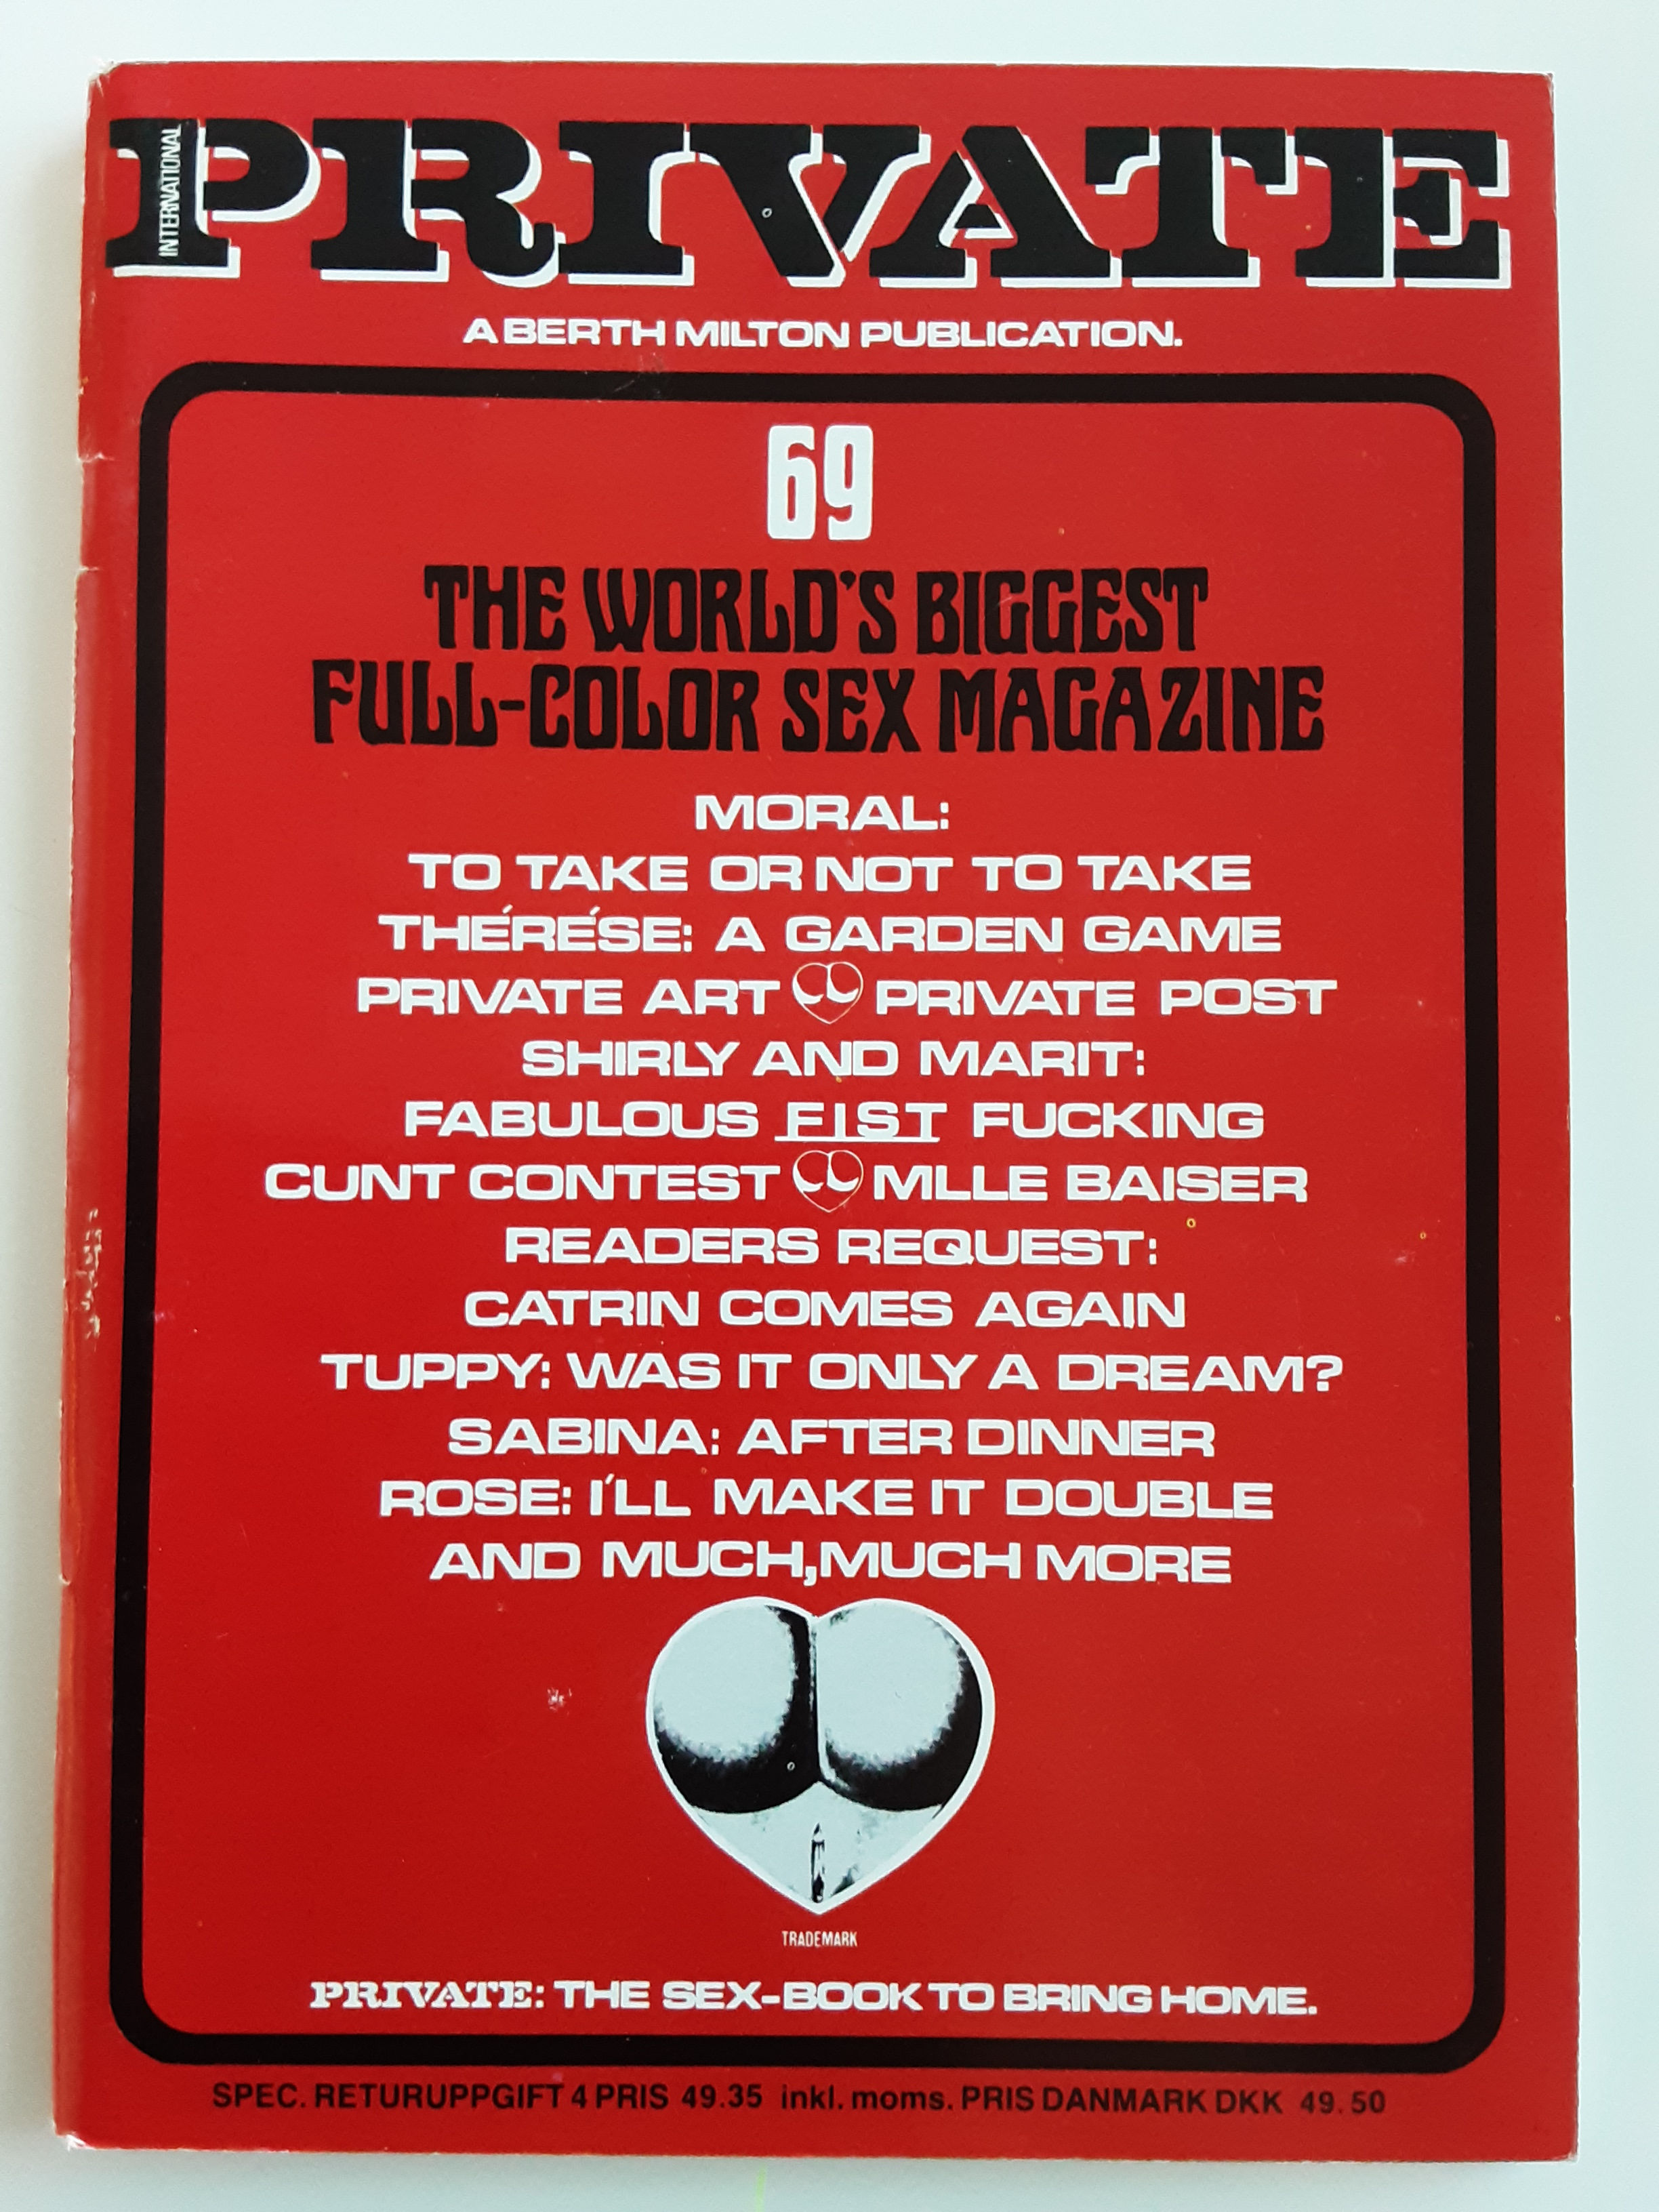 INTERNATIONAL
PRIVATE
A BERTH MILTON PUBLICATION.
69
THE WORLD'S BIGGEST
FULL-COLOR SEX MAGAZINE
MORAL:
TO TAKE OR NOT TO TAKE
THÉRÉSE: A GARDEN GAME
PRIVATE ART PRIVATE POST
SHIRLY AND MARIT:
FABULOUS FIST FUCKING
CUNT CONTEST MLLE BAISER
READERS REQUEST:
CATRIN COMES AGAIN
TUPPY: WAS IT ONLY A DREAM?
SABINA: AFTER DINNER
ROSE: I'LL MAKE IT DOUBLE
AND MUCH, MUCH MORE
TRADEMARK
PRIVATE: THE SEX-BOOK TO BRING HOME.
SPEC. RETURUPPGIFT 4 PRIS 49.35 inkl. moms. PRIS DANMARK DKK 49.50